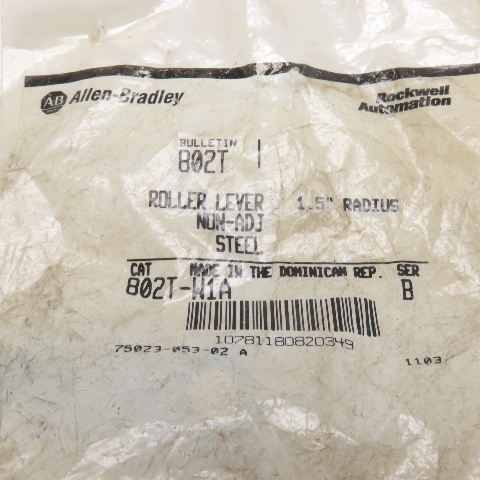 AB Allen-Bradley
Rockwell Automation
BULLETIN
802T
ROLLER LEVER 1.5" RADIUS
NON-ADJ
STEEL
CAT MADE IN THE DOMINICAN REP. SER
802T-W1A B
10781180820349
75023-053-02 A
1103